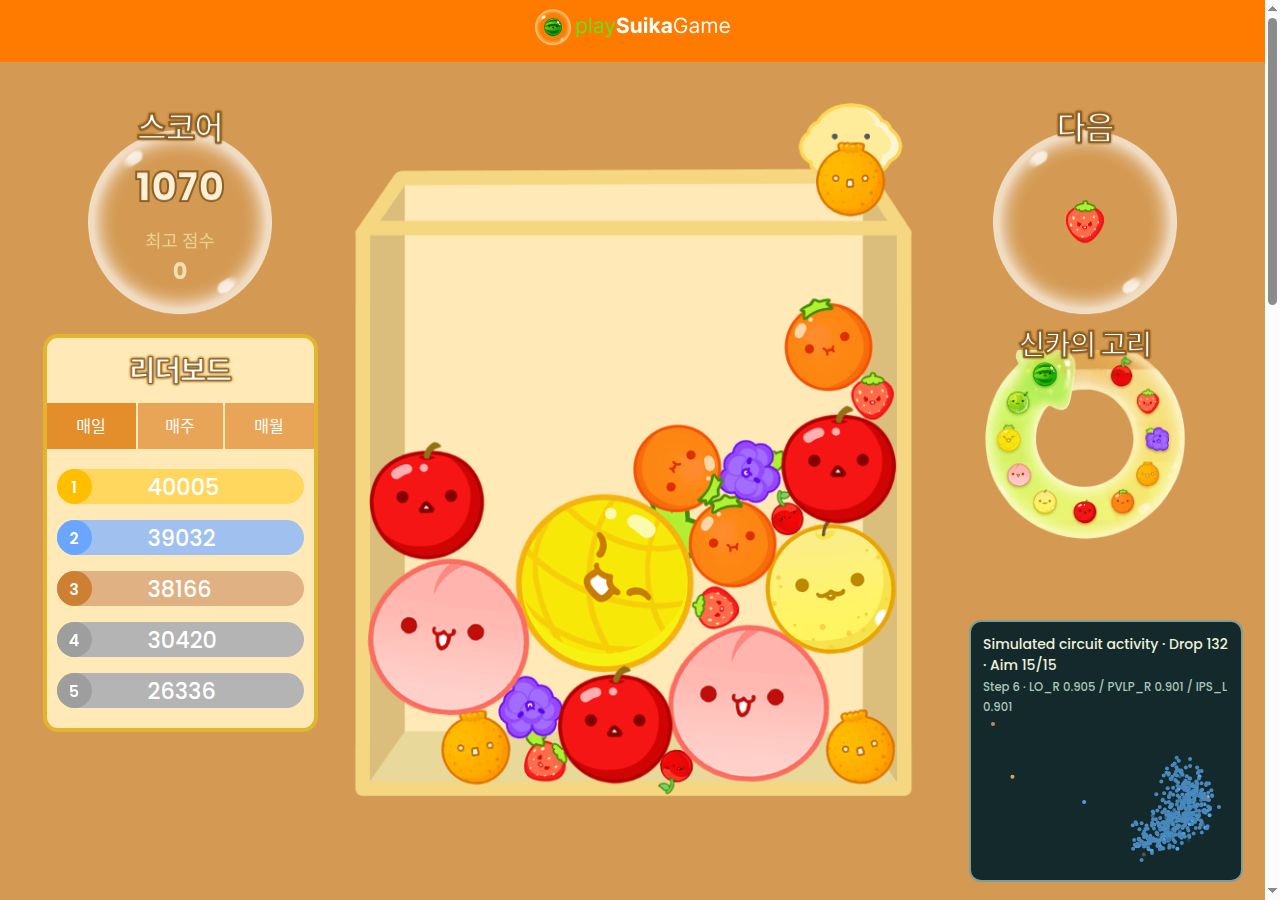 playSuikaGame
스코어
1070
최고 점수
0
다음
신카의 고리
리더보드
매일
매주
매월
1 40005
2 39032
3 38166
4 30420
5 26336
Simulated circuit activity · Drop 132
· Aim 15/15
Step 6 · LO_R 0.905 / PVLP_R 0.901 / IPS_L
0.901